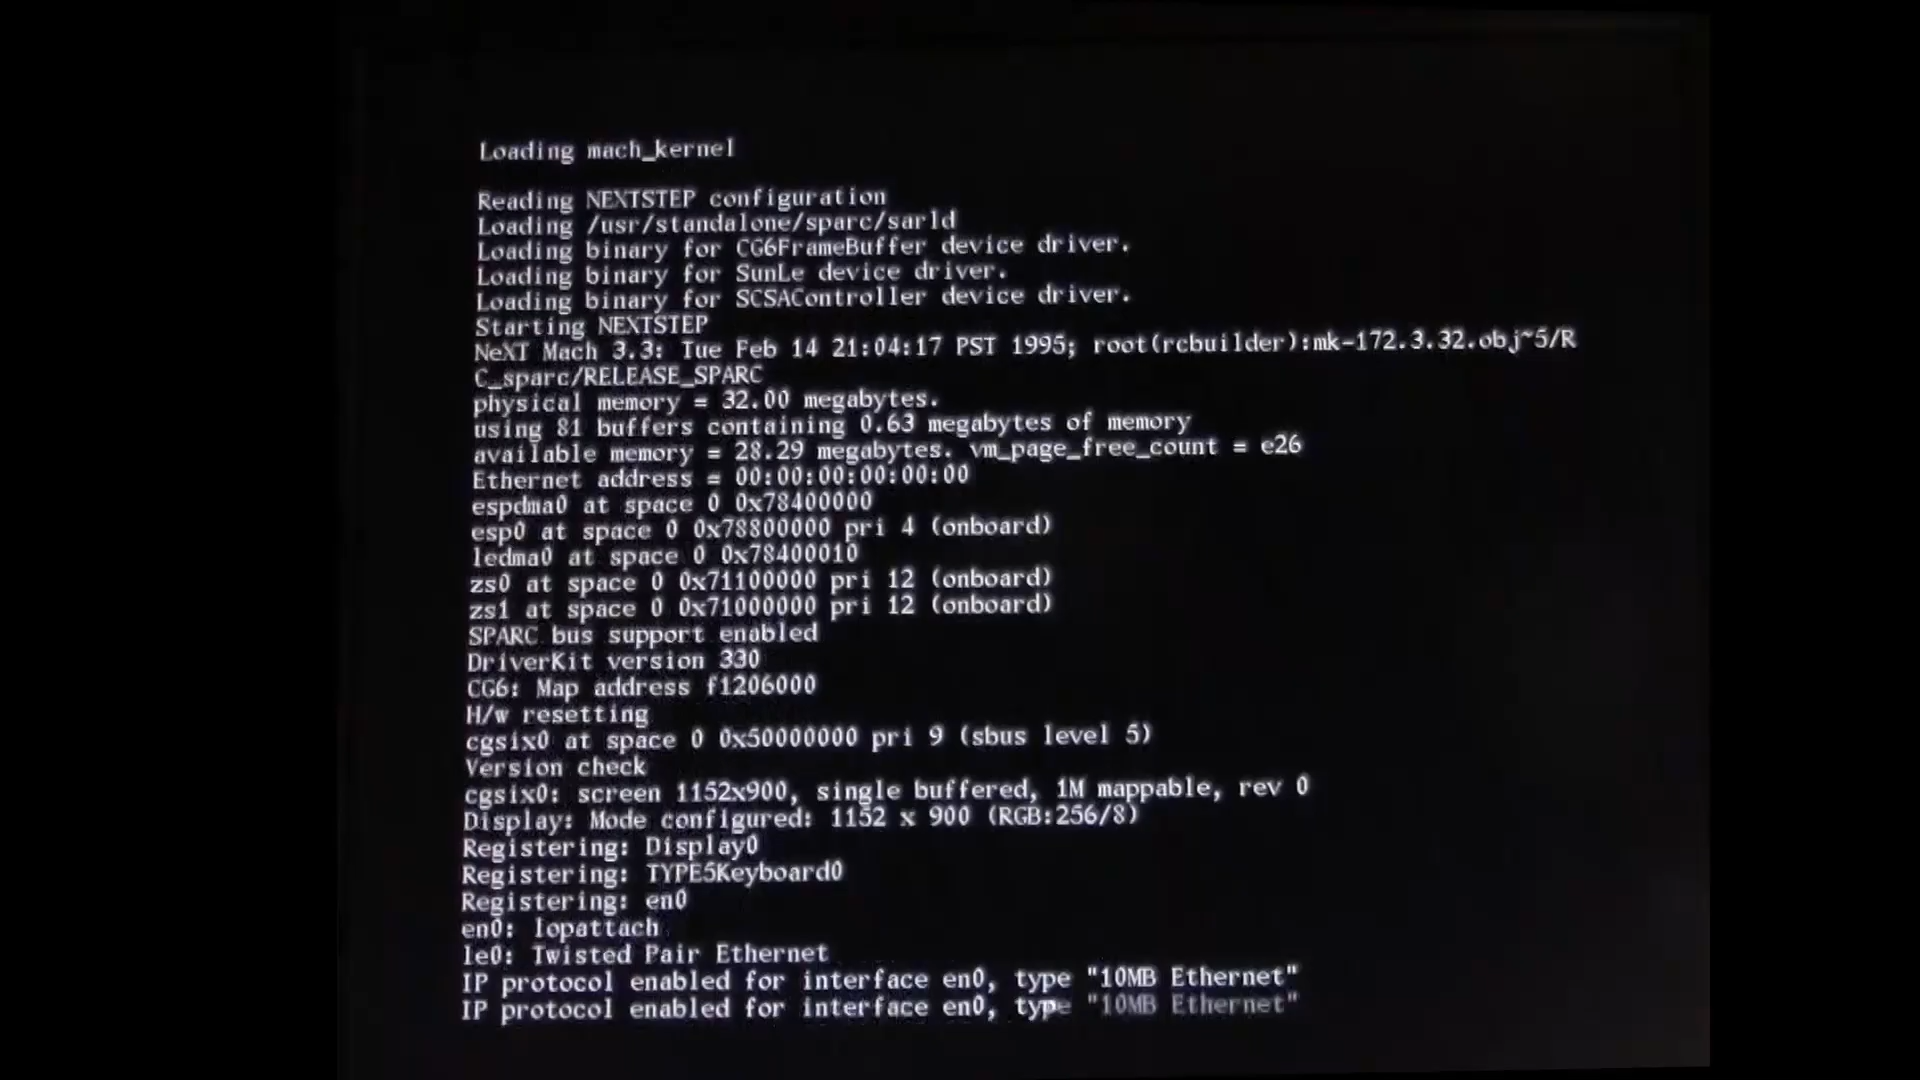 Loading mach_kernel
Reading NEXTSTEP configuration
Loading /usr/standalone/sparc/sarld
Loading binary for CG6FrameBuffer device driver.
Loading binary for SunLe device driver.
Loading binary for SCSAController device driver.
Starting NEXTSTEP
NeXT Mach 3.3: Tue Feb 14 21:04:17 PST 1995; root(rcbuilder):mk-172.3.32.obj~5/R
C_sparc/RELEASE_SPARC
physical memory = 32.00 megabytes.
using 81 buffers containing 0.63 megabytes of memory
available memory = 28.29 megabytes. vm_page_free_count = e26
Ethernet address = 00:00:00:00:00:00
espdma0 at space 0 0x78400000
esp0 at space 0 0x78800000 pri 4 (onboard)
ledma0 at space 0 0x78400010
zs0 at space 0 0x71100000 pri 12 (onboard)
zs1 at space 0 0x71000000 pri 12 (onboard)
SPARC bus support enabled
DriverKit version 330
CG6: Map address f1206000
H/w resetting
cgsix0 at space 0 0x50000000 pri 9 (sbus level 5)
Version check
cgsix0: screen 1152x900, single buffered, 1M mappable, rev 0
Display: Mode configured: 1152 x 900 (RGB:256/8)
Registering: Display0
Registering: TYPE5Keyboard0
Registering: en0
en0: Iopattach
le0: Twisted Pair Ethernet
IP protocol enabled for interface en0, type "10MB Ethernet"
IP protocol enabled for interface en0, type "10MB Ethernet"